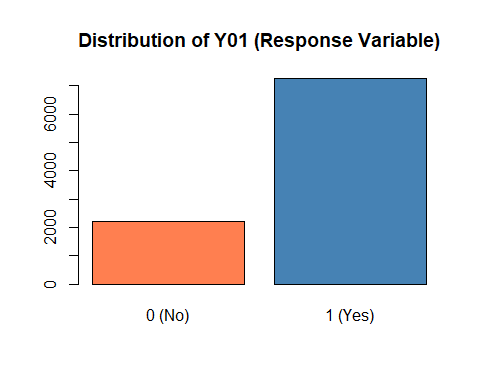 Distribution of Y01 (Response Variable)
6000
4000
2000
0
0 (No)
1 (Yes)